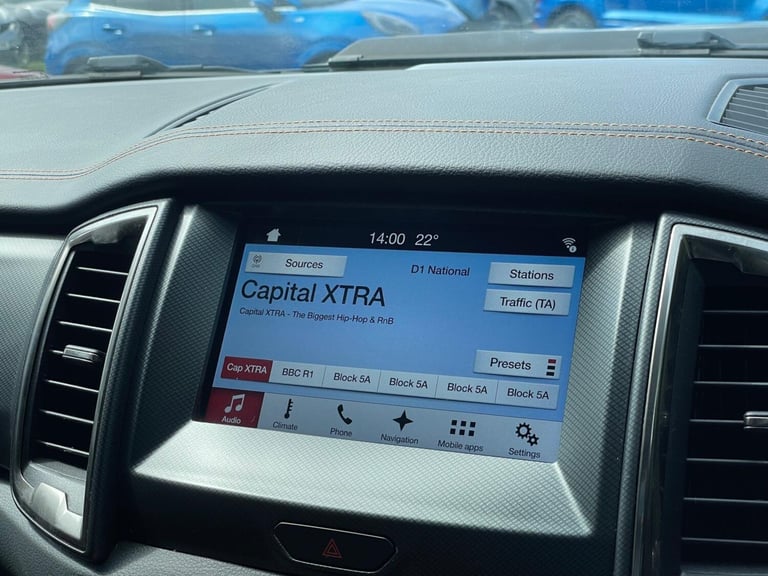 14:00 22°
Sources
D1 National
Stations
Capital XTRA
Traffic (TA)
Capital XTRA - The Biggest Hip-Hop & RnB
Presets
Cap XTRA
BBC R1
Block 5A
Block 5A
Block 5A
Block 5A
Audio
Climate
Phone
Navigation
Mobile apps
Settings